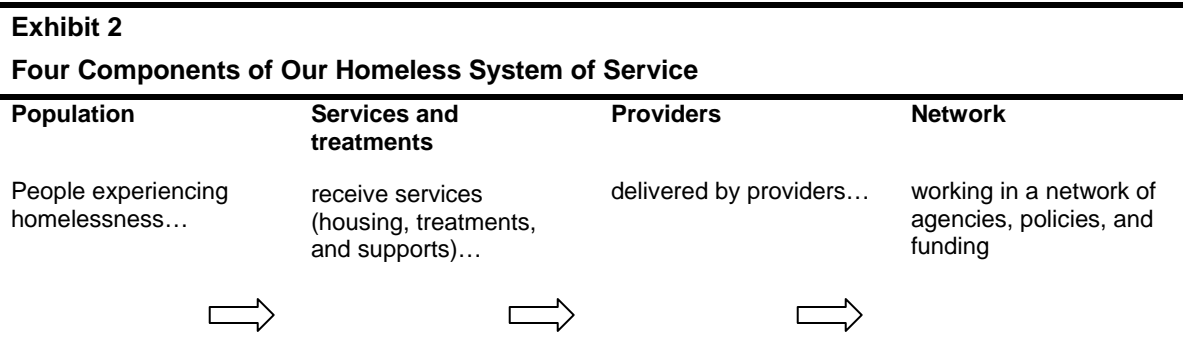 Exhibit 2
Four Components of Our Homeless System of Service
Population
Services and
treatments
Providers
Network
People experiencing
homelessness…
receive services
(housing, treatments,
and supports)…
delivered by providers…
working in a network of
agencies, policies, and
funding